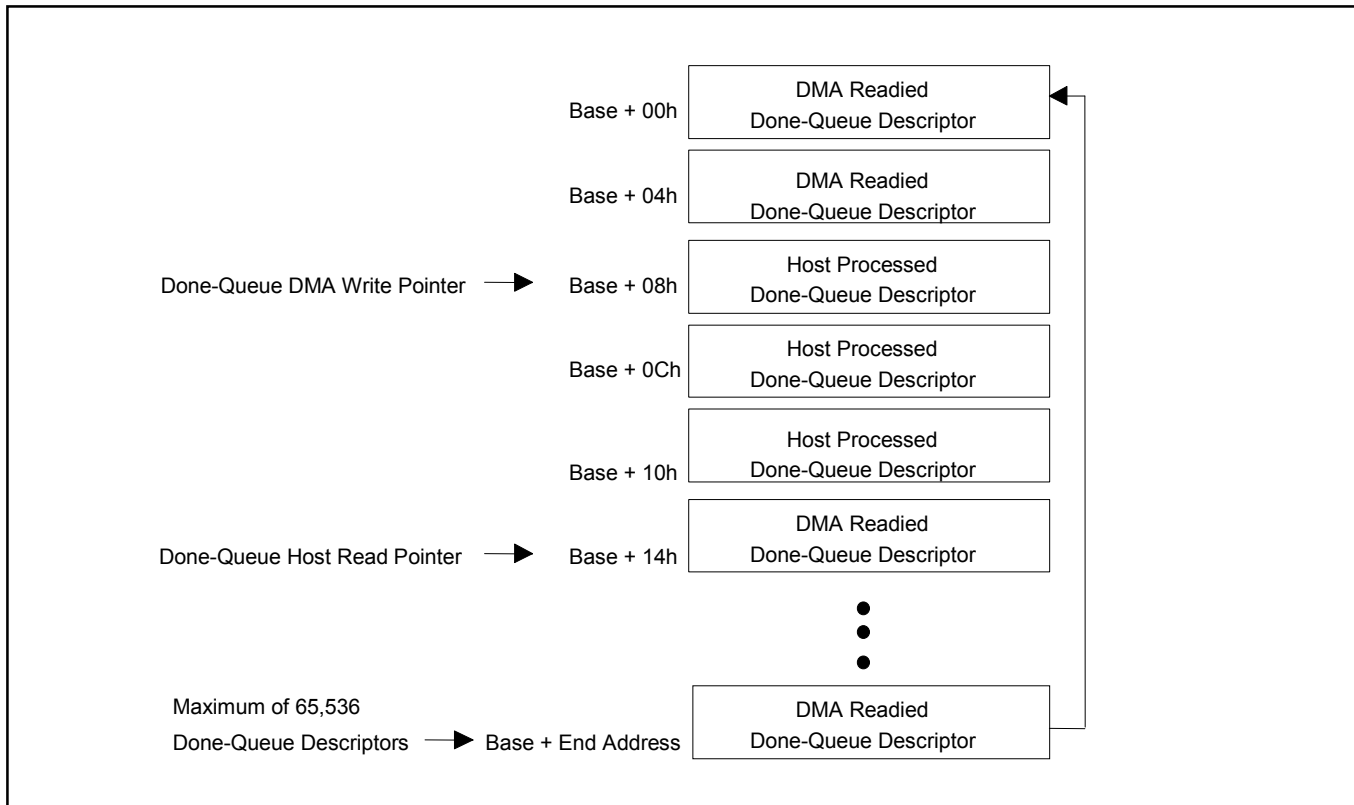 DMA Readied
Base + 00h
Done-Queue Descriptor
DMA Readied
Base + 04h
Done-Queue Descriptor
Host Processed
Done-Queue DMA Write Pointer
Base + 08h
Done-Queue Descriptor
Host Processed
Base + 0Ch
Done-Queue Descriptor
Host Processed
Base + 10h
Done-Queue Descriptor
DMA Readied
Done-Queue Host Read Pointer
Base + 14h
Done-Queue Descriptor
Maximum of 65,536
Done-Queue Descriptors
Base + End Address
DMA Readied
Done-Queue Descriptor